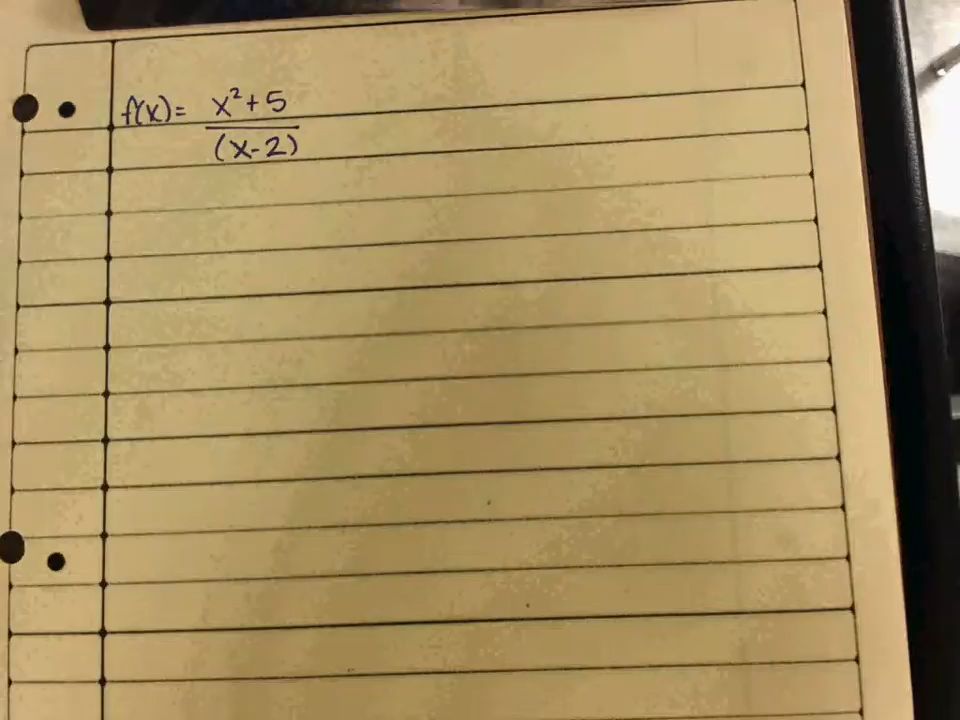 f(x) = x²+5
(x-2)